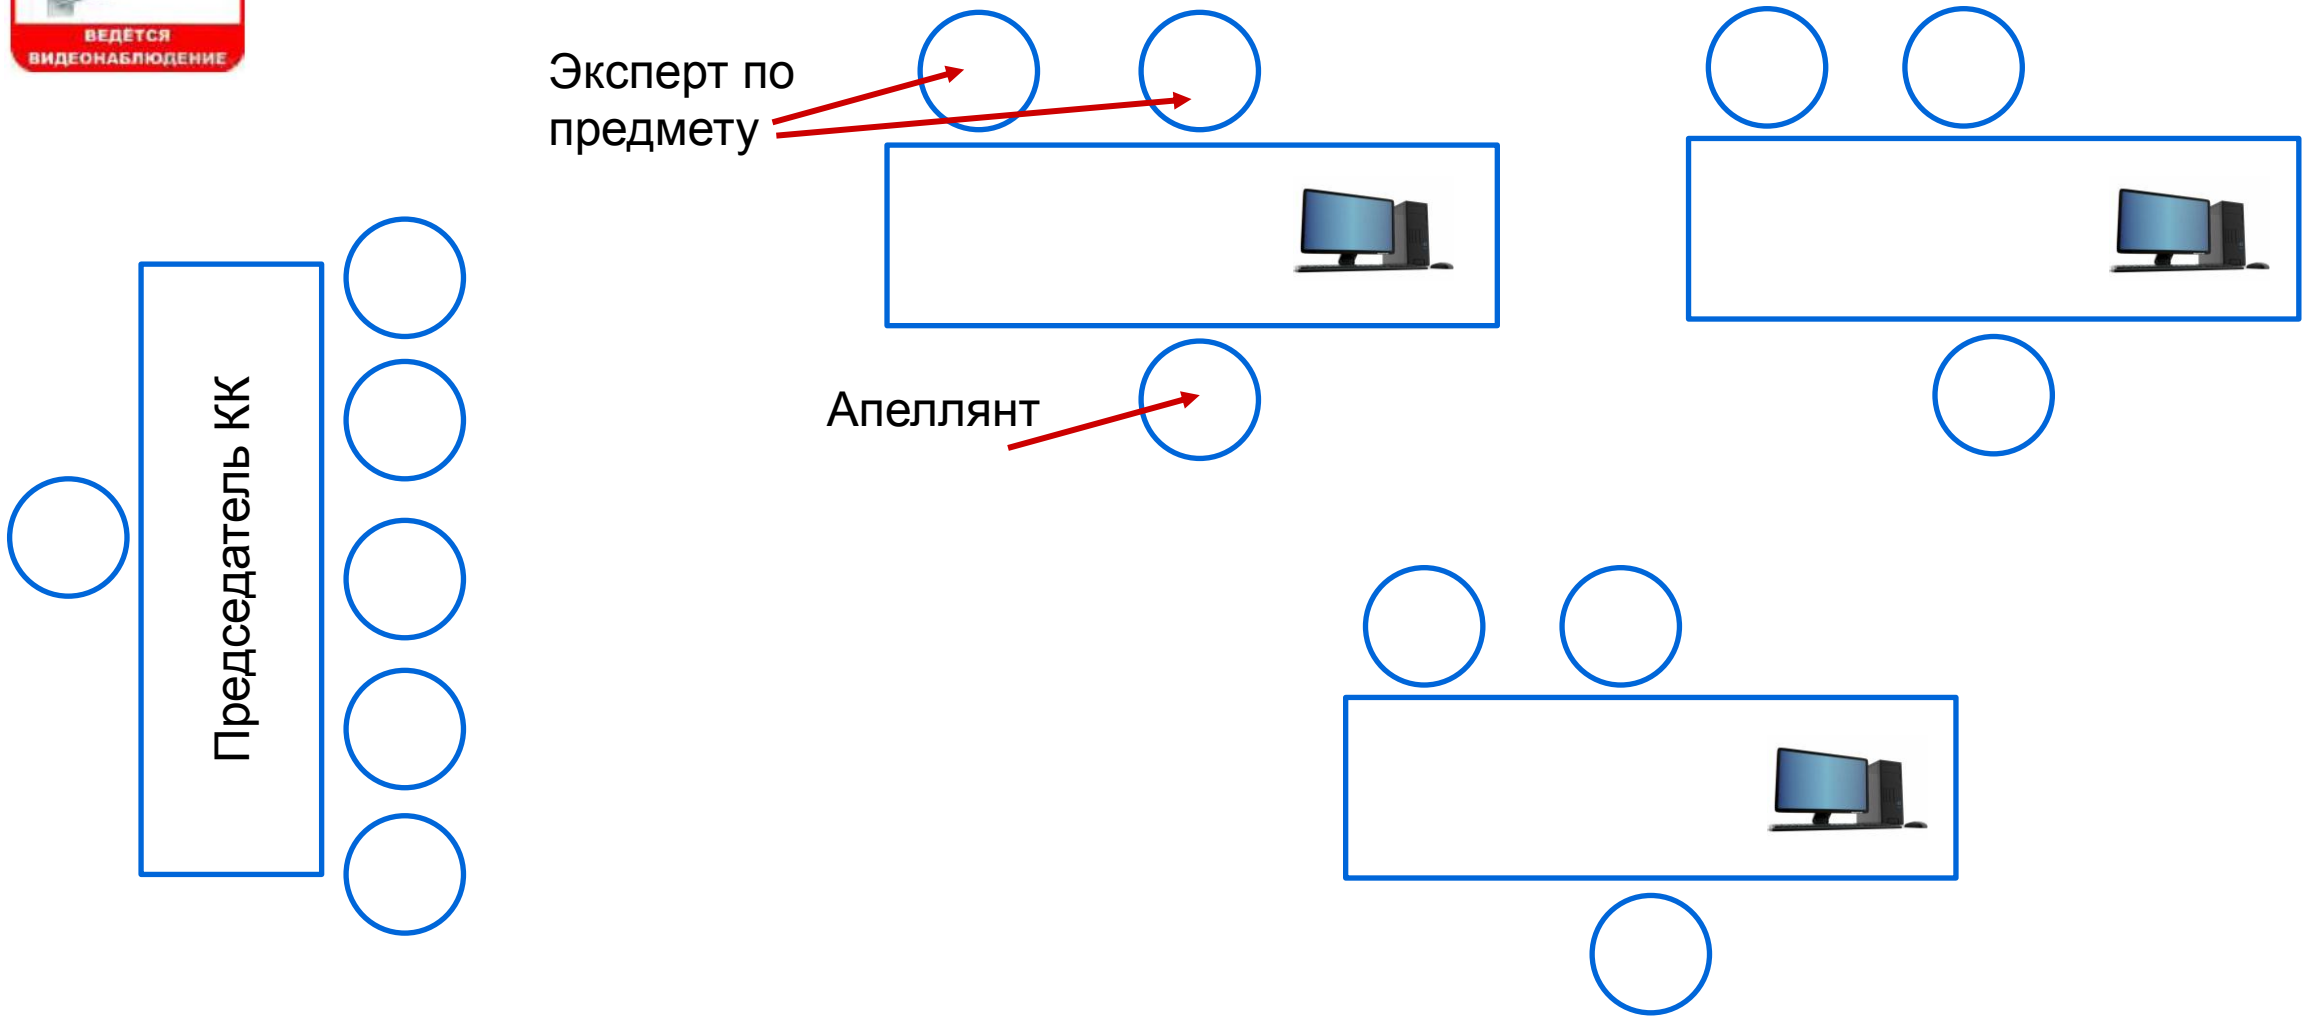 ВЕДЁТСЯ
ВИДЕОНАБЛЮДЕНИЕ
Эксперт по
предмету
Апеллянт
Председатель КК